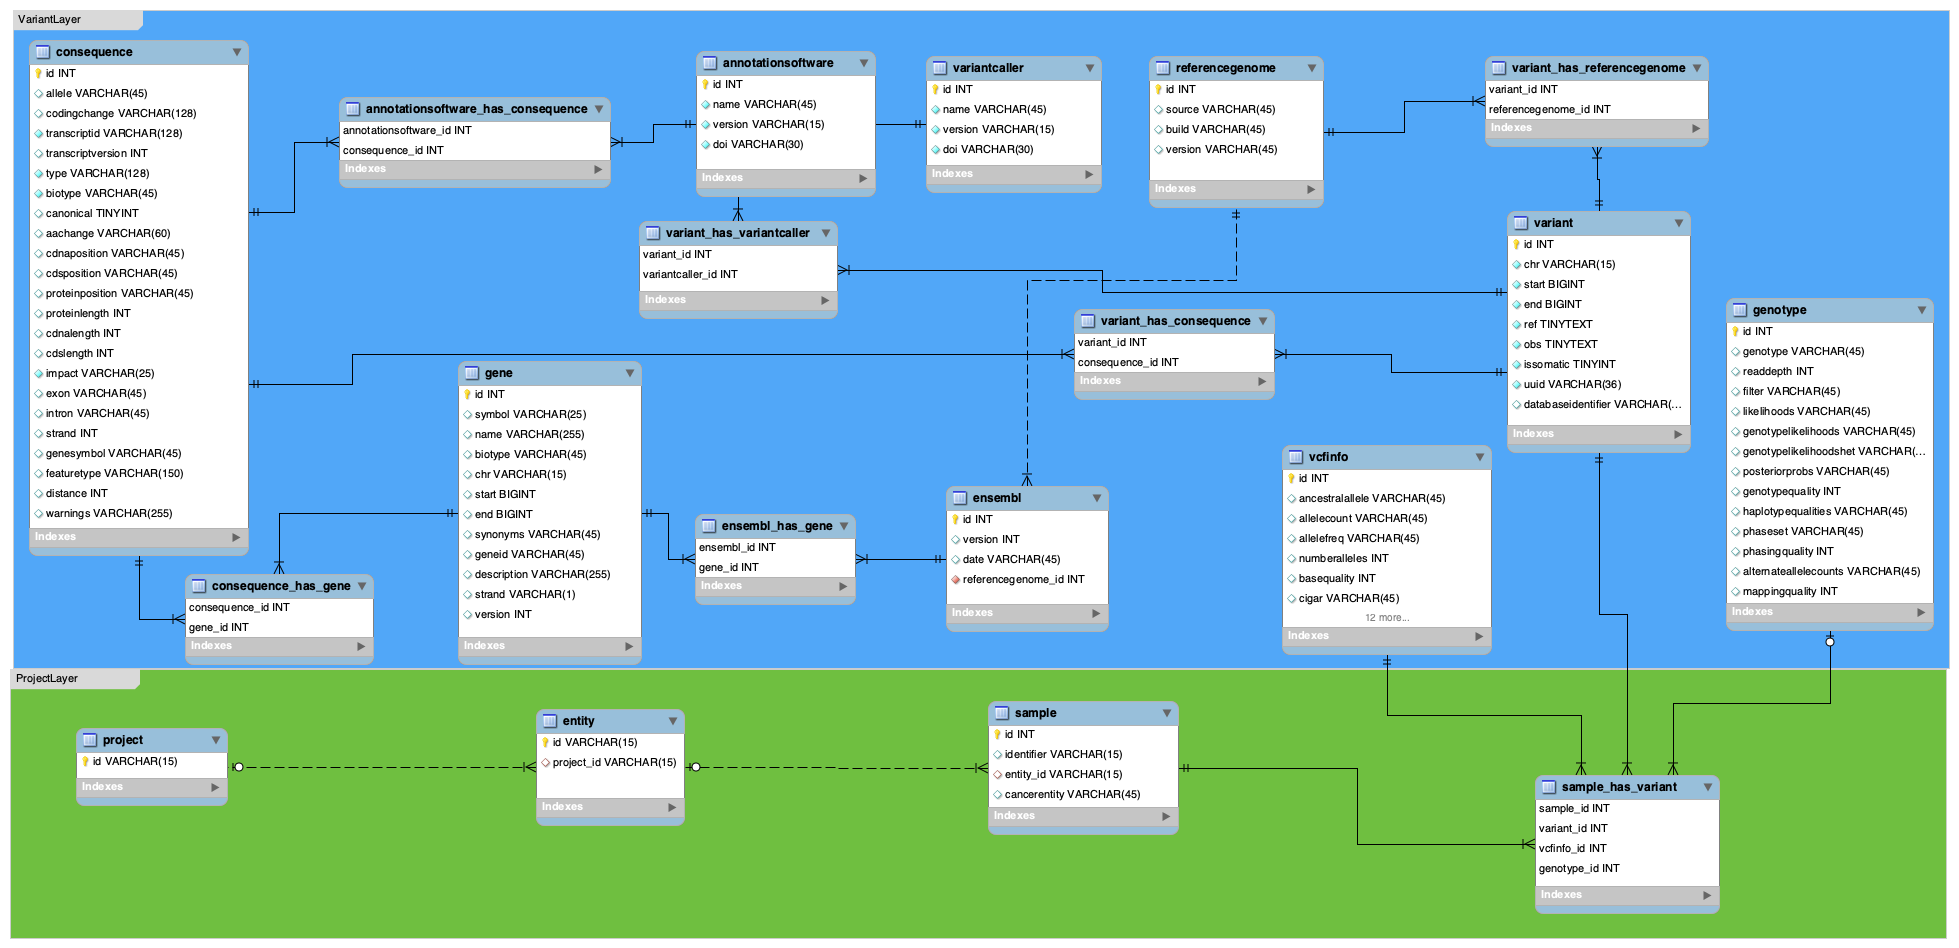 VariantLayer
consequence
id INT
allele VARCHAR(45)
codingchange VARCHAR(128)
transcriptid VARCHAR(128)
transcriptversion INT
type VARCHAR(128)
biotype VARCHAR(45)
canonical TINYINT
aachange VARCHAR(60)
cdnaposition VARCHAR(45)
cdsposition VARCHAR(45)
proteinposition VARCHAR(45)
proteinlength INT
cdnalength INT
cdslength INT
impact VARCHAR(25)
exon VARCHAR(45)
intron VARCHAR(45)
strand INT
genesymbol VARCHAR(45)
featuretype VARCHAR(150)
distance INT
warnings VARCHAR(255)
Indexes
annotationsoftware_has_consequence
annotationsoftware_id INT
consequence_id INT
Indexes
annotationsoftware
id INT
name VARCHAR(45)
version VARCHAR(15)
doi VARCHAR(30)
Indexes
variantcaller
id INT
name VARCHAR(45)
version VARCHAR(15)
doi VARCHAR(30)
Indexes
referencegenome
id INT
source VARCHAR(45)
build VARCHAR(45)
version VARCHAR(45)
Indexes
variant_has_referencegenome
variant_id INT
referencegenome_id INT
Indexes
variant_has_variantcaller
variant_id INT
variantcaller_id INT
Indexes
variant
id INT
chr VARCHAR(15)
start BIGINT
end BIGINT
ref TINYTEXT
obs TINYTEXT
issomatic TINYINT
uuid VARCHAR(36)
databaseidentifier VARCHAR(...
Indexes
variant_has_consequence
variant_id INT
consequence_id INT
Indexes
genotype
id INT
genotype VARCHAR(45)
readdepth INT
filter VARCHAR(45)
likelihoods VARCHAR(45)
genotypelikelihoods VARCHAR(45)
genotypelikelihoodshet VARCHAR(...
posteriorprobs VARCHAR(45)
genotypequality INT
haplotypequalities VARCHAR(45)
phaseset VARCHAR(45)
phasingquality INT
alternateallelecounts VARCHAR(45)
mappingquality INT
Indexes
gene
id INT
symbol VARCHAR(25)
name VARCHAR(255)
biotype VARCHAR(45)
chr VARCHAR(15)
start BIGINT
end BIGINT
synonyms VARCHAR(45)
geneid VARCHAR(45)
description VARCHAR(255)
strand VARCHAR(1)
version INT
Indexes
vcfinfo
id INT
ancestralallele VARCHAR(45)
allelecount VARCHAR(45)
allelefreq VARCHAR(45)
numberalleles INT
basequality INT
cigar VARCHAR(45)
12 more...
Indexes
ensembl
id INT
version INT
date VARCHAR(45)
referencegenome_id INT
Indexes
ensembl_has_gene
ensembl_id INT
gene_id INT
Indexes
consequence_has_gene
consequence_id INT
gene_id INT
Indexes
ProjectLayer
project
id VARCHAR(15)
Indexes
entity
id VARCHAR(15)
project_id VARCHAR(15)
Indexes
sample
id INT
identifier VARCHAR(15)
entity_id VARCHAR(15)
cancerentity VARCHAR(45)
Indexes
sample_has_variant
sample_id INT
variant_id INT
vcfinfo_id INT
genotype_id INT
Indexes